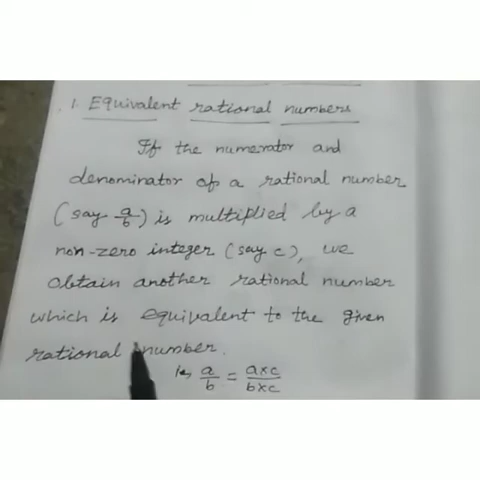 1. Equivalent rational numbers
If the numerator and
denominator of a rational number
(say a/b) is multiplied by a
non-zero integer (say c), we
obtain another rational number
which is equivalent to the given
rational number.
ie, a/b = a×c/b×c